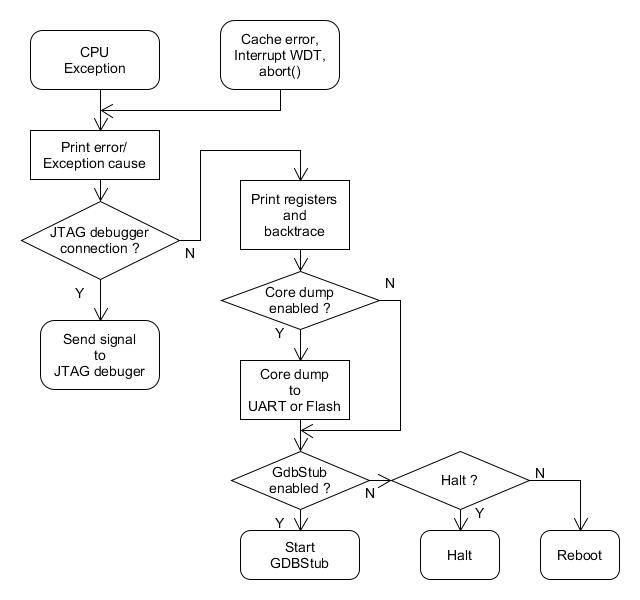 CPU
Exception
Cache error,
Interrupt WDT,
abort()
Print error/
Exception cause
JTAG debugger
connection ?
N
Y
Send signal
to
JTAG debuger
Print registers
and
backtrace
Core dump
enabled ?
N
Y
Core dump
to
UART or Flash
GdbStub
enabled ?
N
Y
Start
GDBStub
Halt ?
N
Y
Halt
Reboot